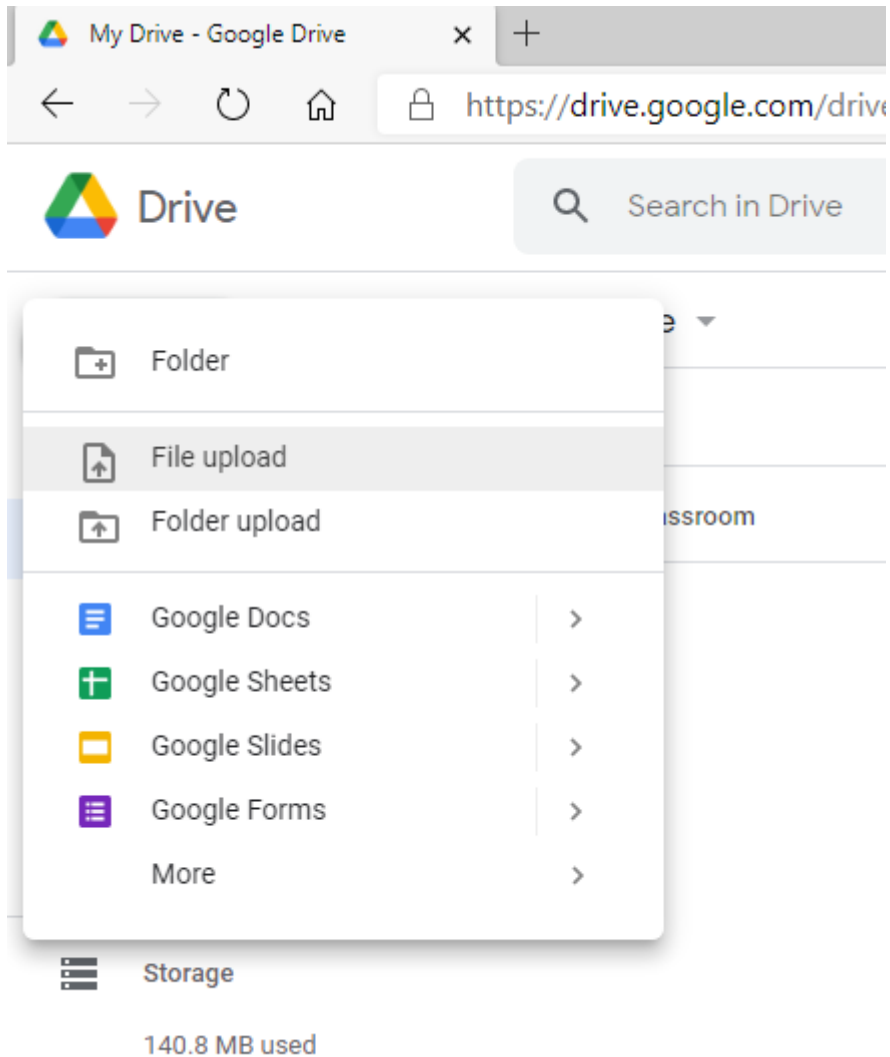 My Drive - Google Drive
https://drive.google.com/drive
Drive
Search in Drive
Folder
File upload
Folder upload
Google Docs
Google Sheets
Google Slides
Google Forms
More
Storage
140.8 MB used